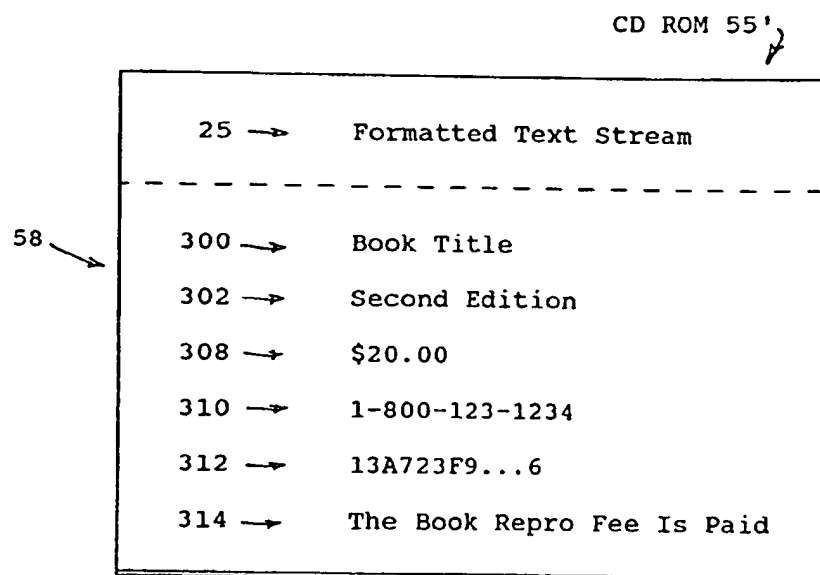 CD ROM 55'
25 Formatted Text Stream
58
300 Book Title
302 Second Edition
308 $20.00
310 1-800-123-1234
312 13A723F9...6
314 The Book Repro Fee Is Paid